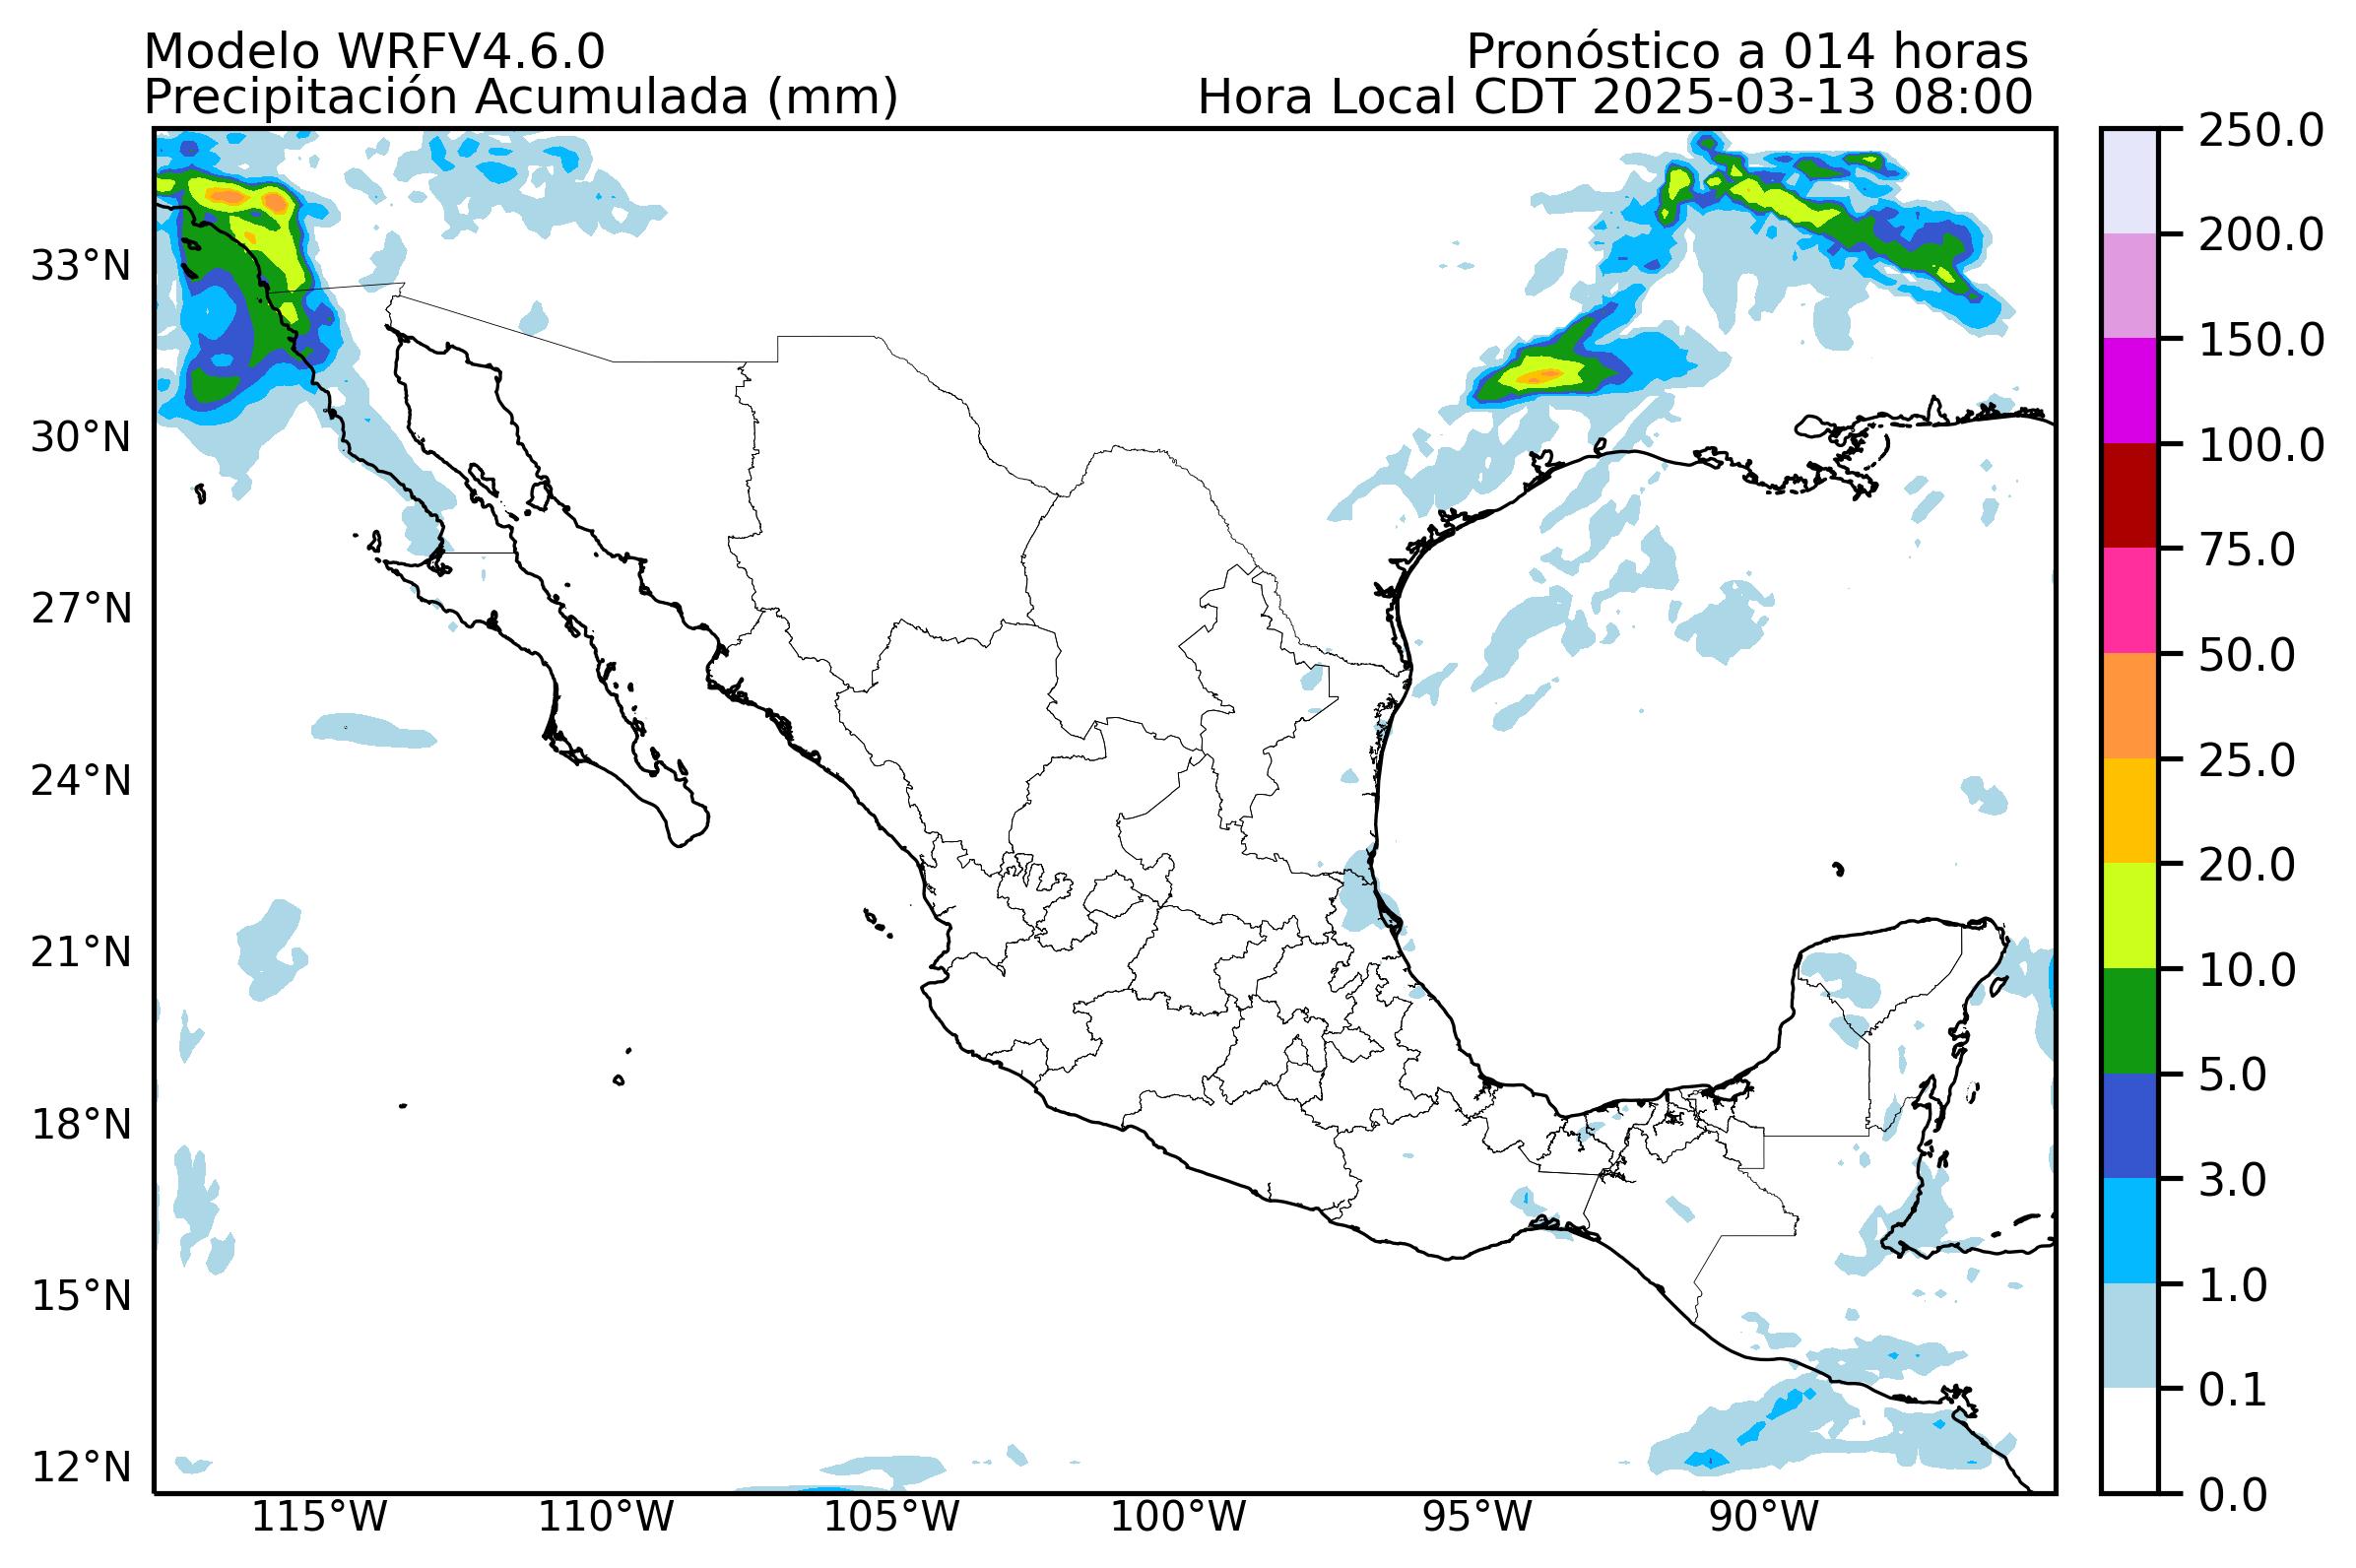 Modelo WRFV4.6.0
Pronóstico a 014 horas
Precipitación Acumulada (mm)
Hora Local CDT 2025-03-13 08:00
33°N
30°N
27°N
24°N
21°N
18°N
15°N
12°N
115°W
110°W
105°W
100°W
95°W
90°W
250.0
200.0
150.0
100.0
75.0
50.0
25.0
20.0
10.0
5.0
3.0
1.0
0.1
0.0